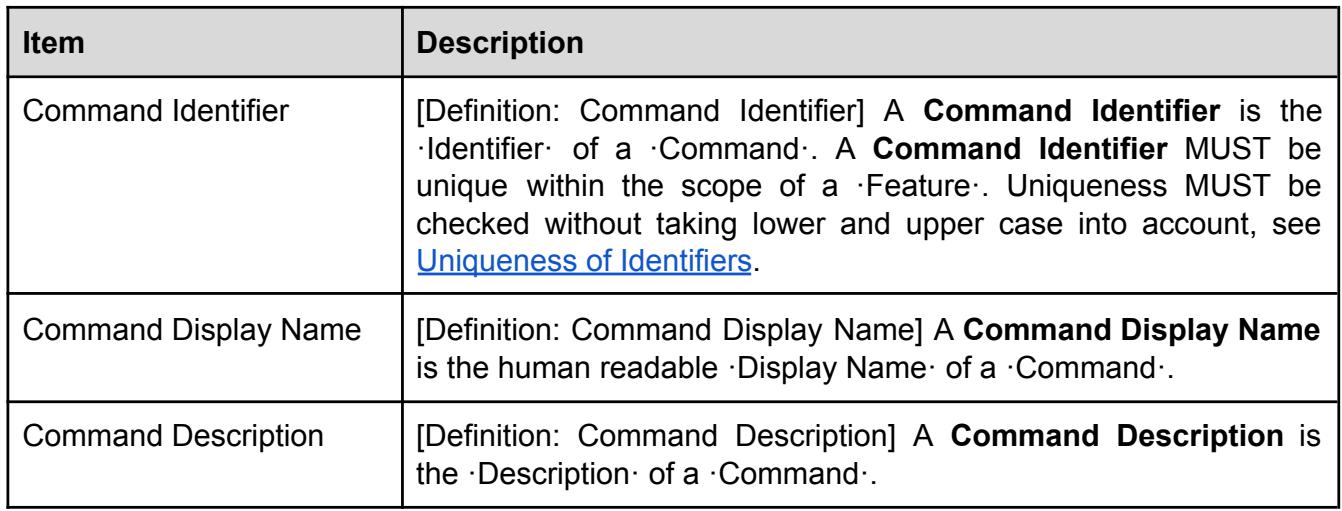 Item
Description
Command Identifier
[Definition: Command Identifier] A Command Identifier is the
·Identifier· of a ·Command·. A Command Identifier MUST be
unique within the scope of a ·Feature·. Uniqueness MUST be
checked without taking lower and upper case into account, see
Uniqueness of Identifiers.
Command Display Name
[Definition: Command Display Name] A Command Display Name
is the human readable ·Display Name· of a ·Command·.
Command Description
[Definition: Command Description] A Command Description is
the ·Description· of a ·Command·.